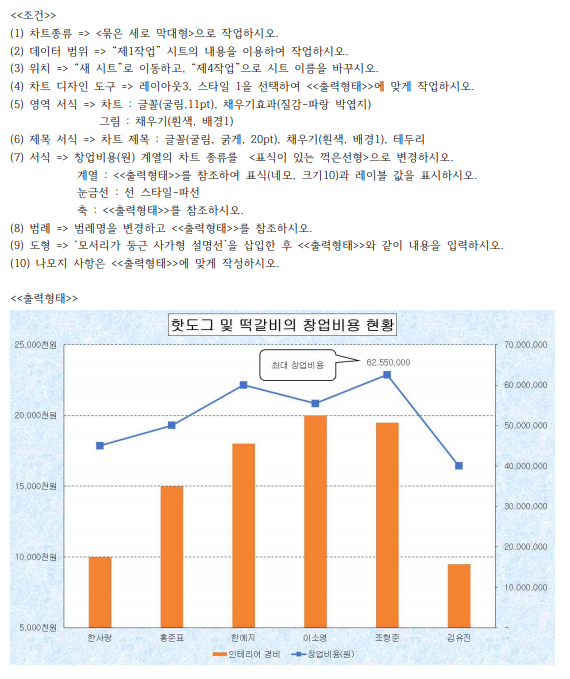 <<조건>>
(1) 차트종류 => <묶은 세로 막대형>으로 작업하시오.
(2) 데이터 범위 => “제1작업” 시트의 내용을 이용하여 작업하시오.
(3) 위치 => “새 시트”로 이동하고, “제4작업”으로 시트 이름을 바꾸시오.
(4) 차트 디자인 도구 => 레이아웃3, 스타일 1을 선택하여 <<출력형태>>에 맞게 작업하시오.
(5) 영역 서식 => 차트 : 글꼴(굴림,11pt), 채우기효과(질감-파랑 박엽지)
그림 : 채우기(흰색, 배경1)
(6) 제목 서식 => 차트 제목 : 글꼴(굴림, 굵게, 20pt), 채우기(흰색, 배경1), 테두리
(7) 서식 => 창업비용(원) 계열의 차트 종류를 <표식이 있는 꺾은선형>으로 변경하시오.
계열 : <<출력형태>>를 참조하여 표식(네모, 크기10)과 레이블 값을 표시하시오.
눈금선 : 선 스타일-파선
축 : <<출력형태>>를 참조하시오.
(8) 범례 => 범례명을 변경하고 <<출력형태>>를 참조하시오.
(9) 도형 => ‘모서리가 둥근 사가형 설명선’을 삽입한 후 <<출력형태>>와 같이 내용을 입력하시오.
(10) 나모지 사항은 <<출력형태>>에 맞게 작성하시오.
<<출력형태>>
핫도그 및 떡갈비의 창업비용 현황
25,000천원
20,000천원
15,000천원
10,000천원
5,000천원
최대 창업비용
62,550,000
70,000,000
60,000,000
50,000,000
40,000,000
30,000,000
20,000,000
10,000,000
-
한사랑 홍준표 한예지 이소영 조형준 김유진
인테리어 경비 창업비용(원)